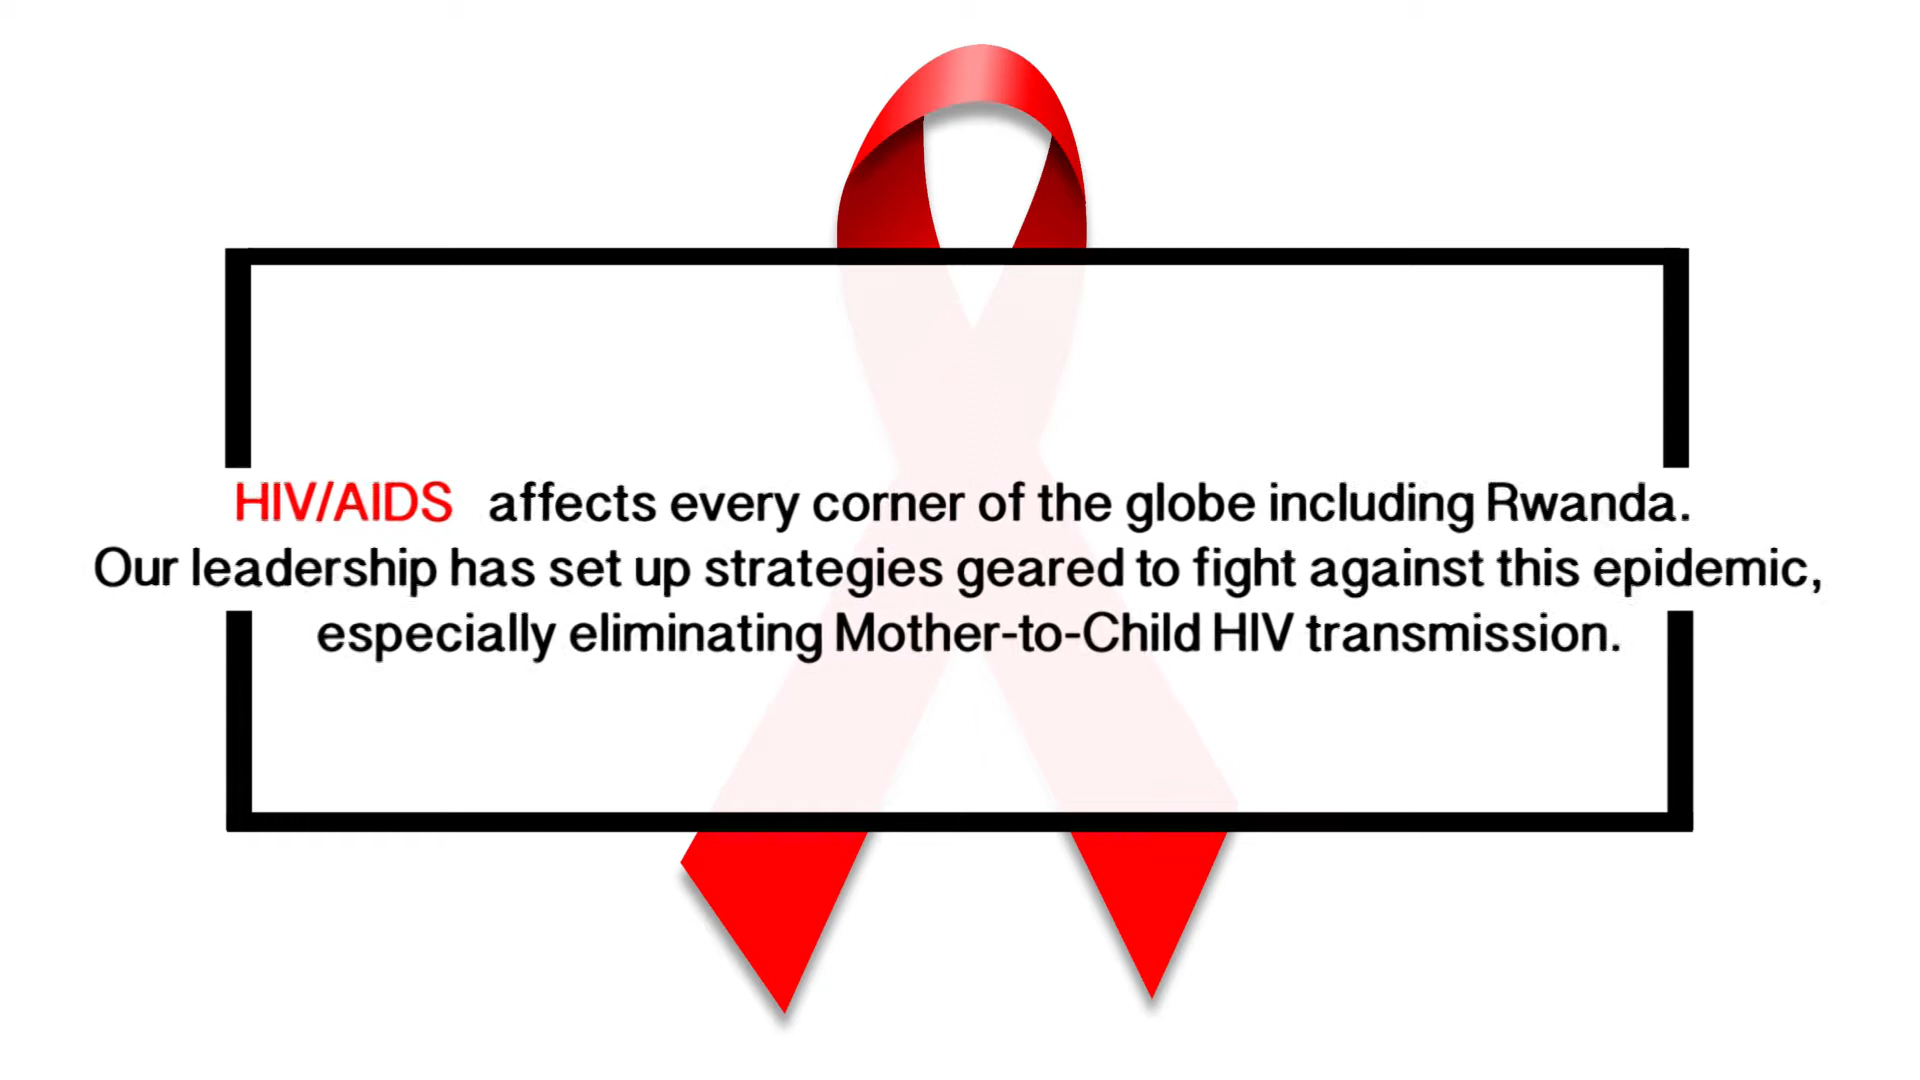 HIV/AIDS affects every corner of the globe including Rwanda.
Our leadership has set up strategies geared to fight against this epidemic,
especially eliminating Mother-to-Child HIV transmission.